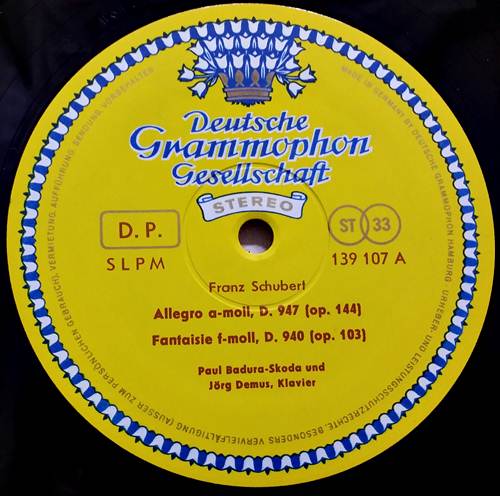 Deutsche
Grammophon
Gesellschaft
STEREO
D. P.
ST 33
SLPM
139 107 A
Franz Schubert
Allegro a-moll, D. 947 (op. 144)
Fantaisie f-moll, D. 940 (op. 103)
Paul Badura-Skoda und
Jörg Demus, Klavier
MADE IN GERMANY BY DEUTSCHE GRAMMOPHON HAMBURG · URHEBER- UND LEISTUNGSSCHUTZRECHTE, BESONDERS VERVIELFÄLTIGUNG (AUSSER ZUM PERSÖNLICHEN GEBRAUCH), VERMIETUNG, AUFFÜHRUNG, SENDUNG, VORBEHALTEN